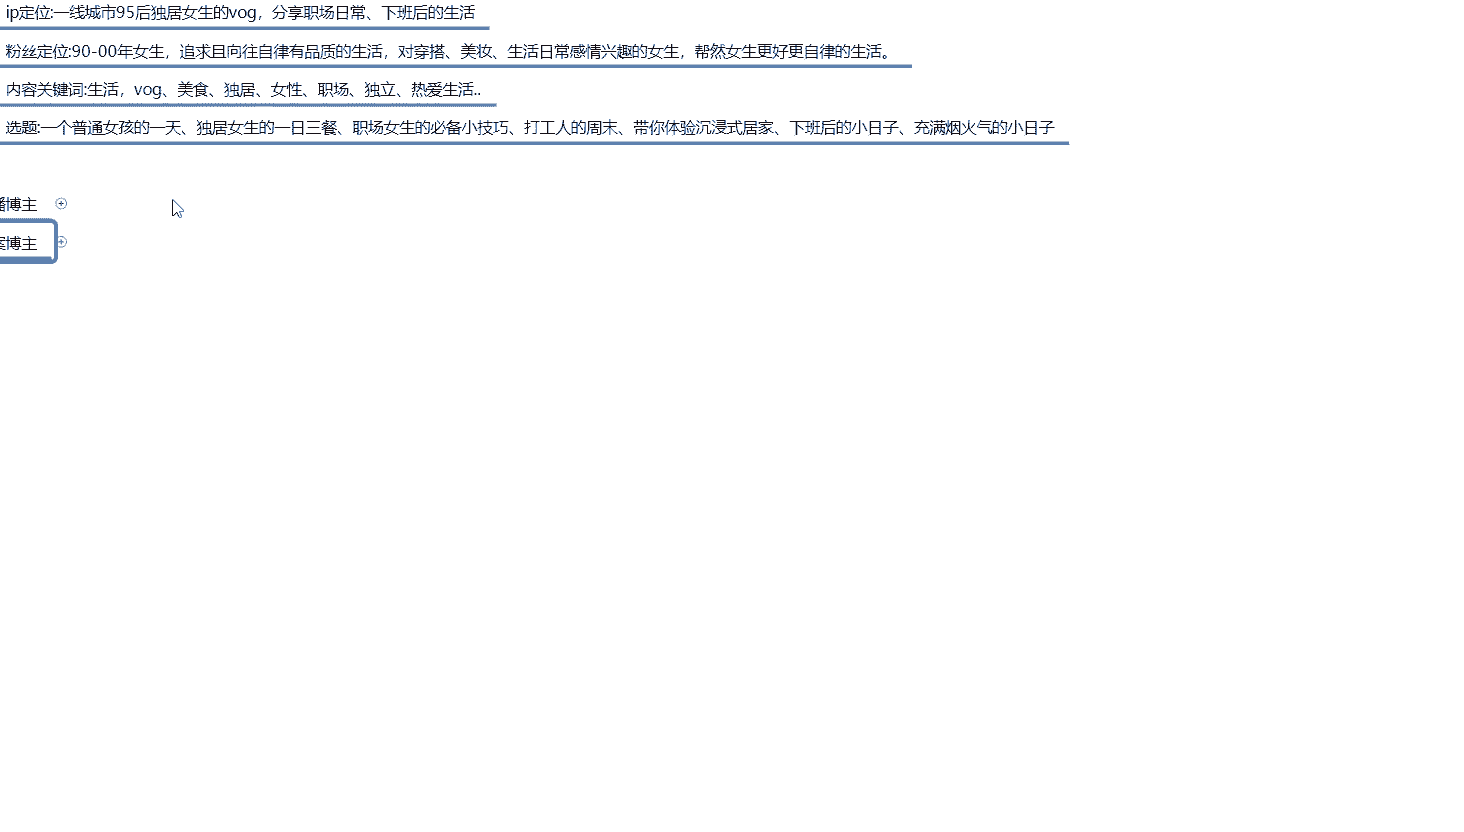 ip定位:一线城市95后独居女生的vog，分享职场日常、下班后的生活
粉丝定位:90-00年女生，追求且向往自律有品质的生活，对穿搭、美妆、生活日常感情兴趣的女生，帮然女生更好更自律的生活。
内容关键词:生活，vog、美食、独居、女性、职场、独立、热爱生活..
选题:一个普通女孩的一天、独居女生的一日三餐、职场女生的必备小技巧、打工人的周末、带你体验沉浸式居家、下班后的小日子、充满烟火气的小日子
博主
博主